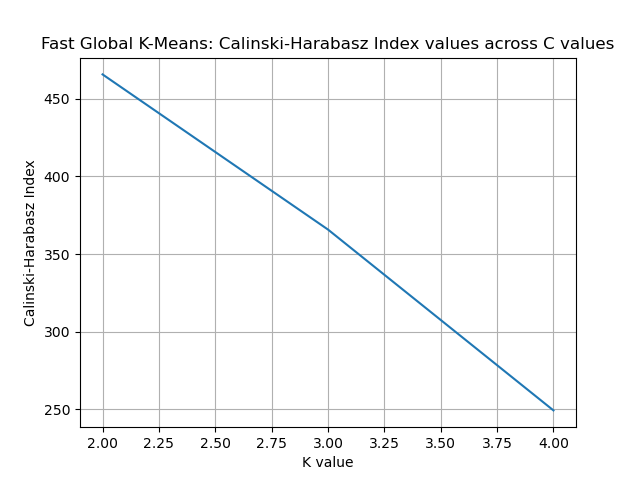 Fast Global K-Means: Calinski-Harabasz Index values across C values
Calinski-Harabasz Index
450
400
350
300
250
2.00 2.25 2.50 2.75 3.00 3.25 3.50 3.75 4.00
K value